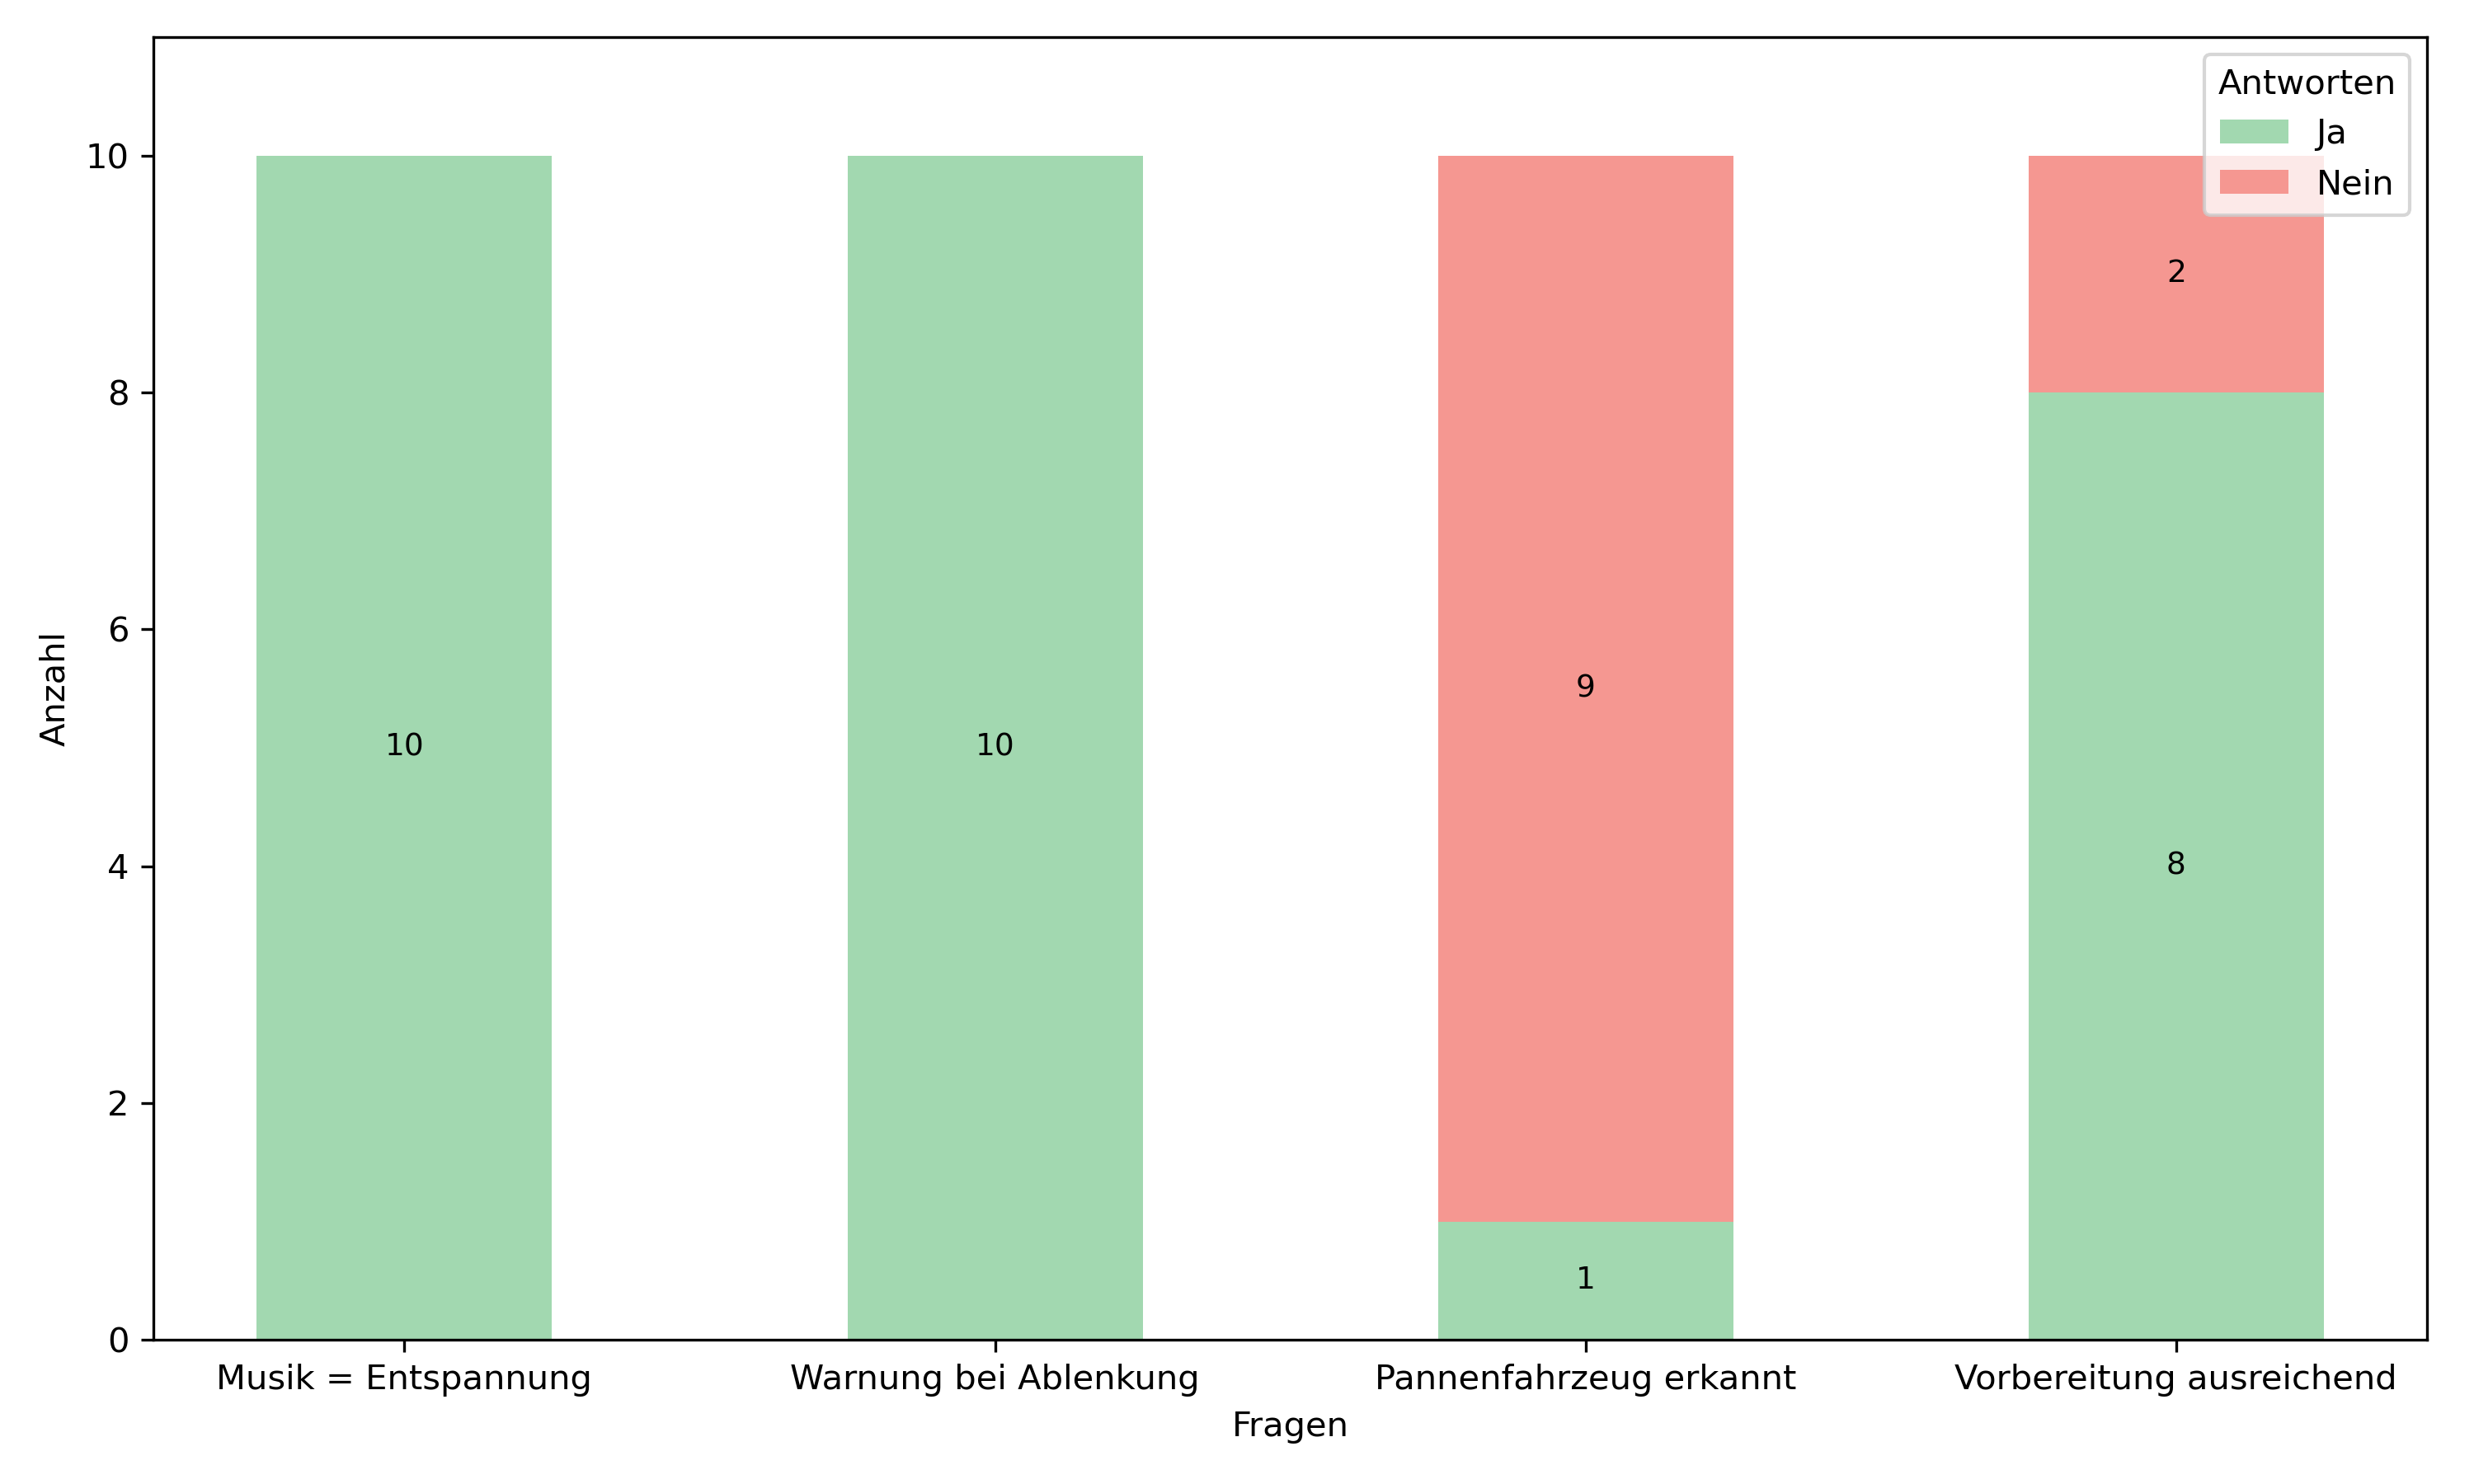 Antworten
Ja
Nein
10
8
6
4
2
0
Anzahl
10
10
9
1
2
8
Musik = Entspannung
Warnung bei Ablenkung
Pannenfahrzeug erkannt
Vorbereitung ausreichend
Fragen